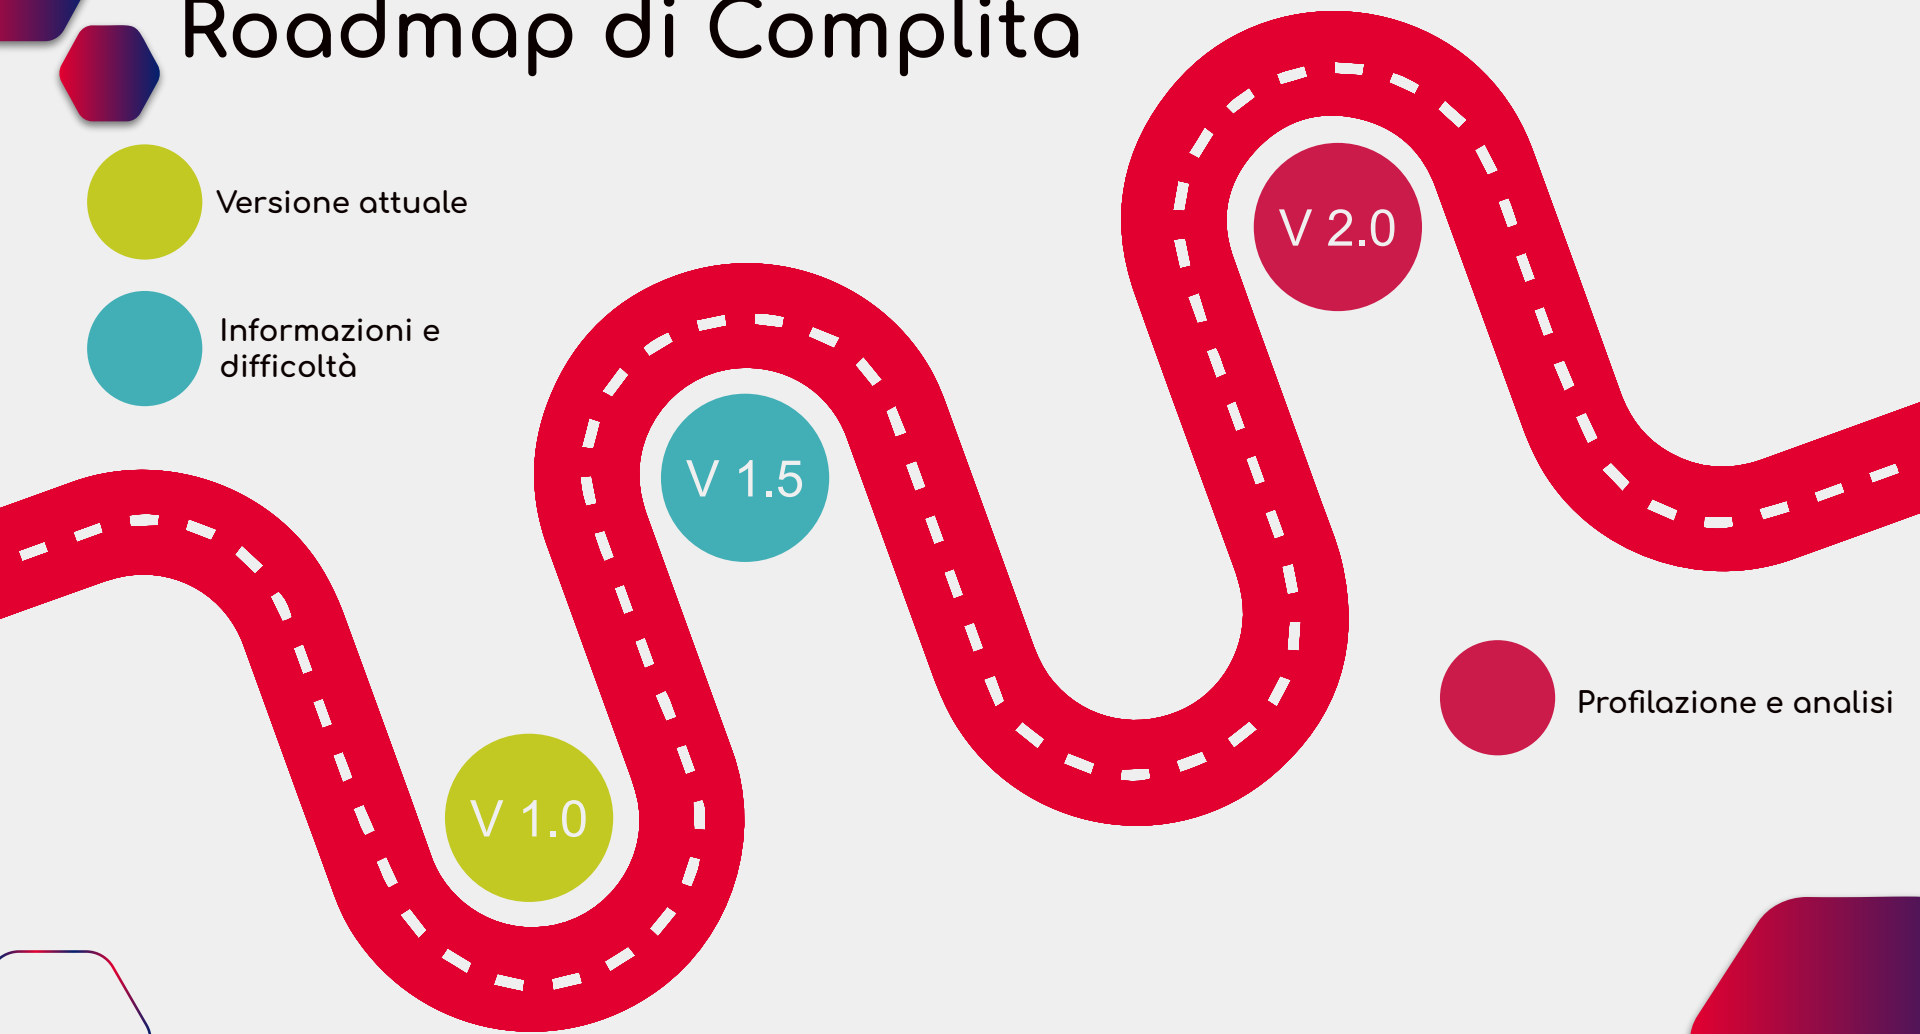 Roadmap di Complita
Versione attuale
Informazioni e
difficoltà
V 2.0
V 1.5
V 1.0
Profilazione e analisi